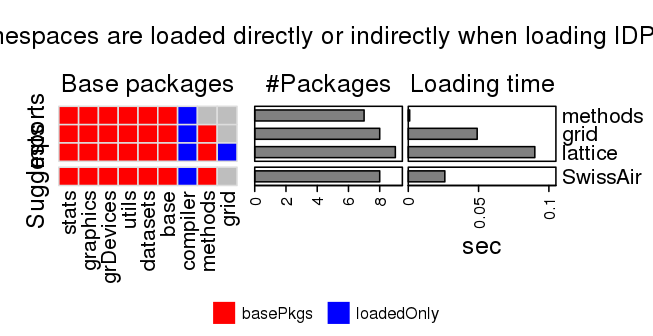 nespaces are loaded directly or indirectly when loading IDP
Base packages
#Packages
Loading time
methods
grid
lattice
SwissAir
Suggests
stats
graphics
grDevices
utils
datasets
base
compiler
methods
grid
0 2 4 6 8
0 0.05 0.1
sec
basePkgs
loadedOnly